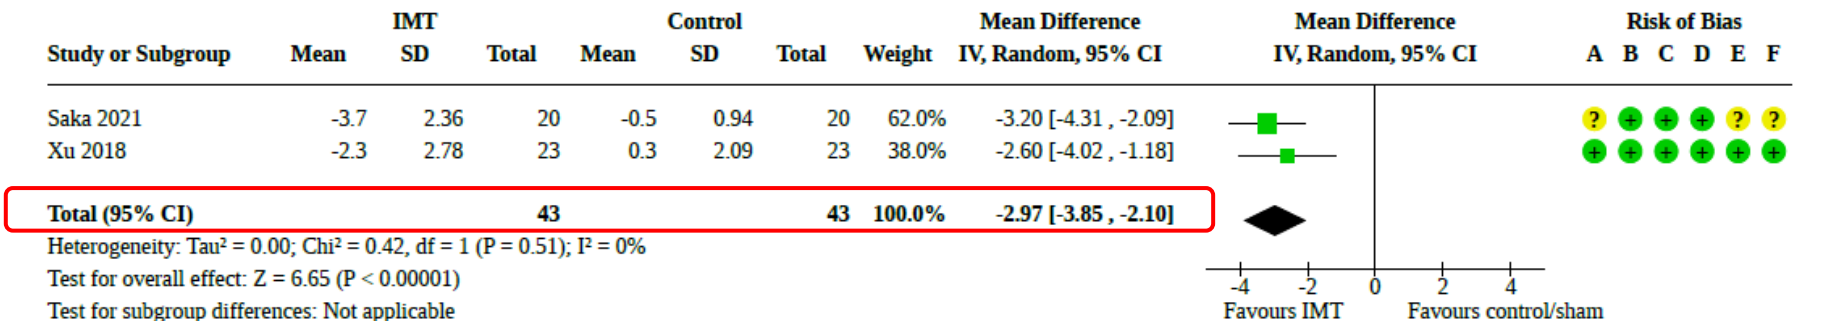 IMT Control Mean Difference Mean Difference Risk of Bias
Study or Subgroup Mean SD Total Mean SD Total Weight IV, Random, 95% CI IV, Random, 95% CI A B C D E F
Saka 2021 -3.7 2.36 20 -0.5 0.94 20 62.0% -3.20 [-4.31 , -2.09] ? + + + ? ?
Xu 2018 -2.3 2.78 23 0.3 2.09 23 38.0% -2.60 [-4.02 , -1.18] + + + + + +
Total (95% CI) 43 43 100.0% -2.97 [-3.85 , -2.10]
Heterogeneity: Tau² = 0.00; Chi² = 0.42, df = 1 (P = 0.51); I² = 0%
Test for overall effect: Z = 6.65 (P < 0.00001) -4 -2 0 2 4
Test for subgroup differences: Not applicable Favours IMT Favours control/sham